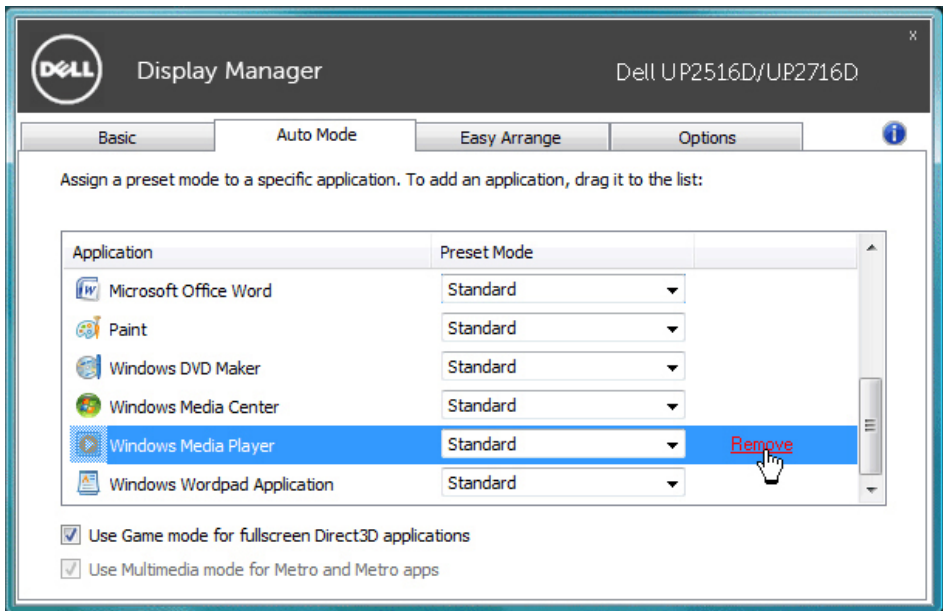 DELL
Display Manager
Dell UP2516D/UP2716D
x
Basic
Auto Mode
Easy Arrange
Options
i
Assign a preset mode to a specific application. To add an application, drag it to the list:
Application Preset Mode
Microsoft Office Word Standard
Paint Standard
Windows DVD Maker Standard
Windows Media Center Standard
Windows Media Player Standard Remove
Windows Wordpad Application Standard
Use Game mode for fullscreen Direct3D applications
Use Multimedia mode for Metro and Metro apps